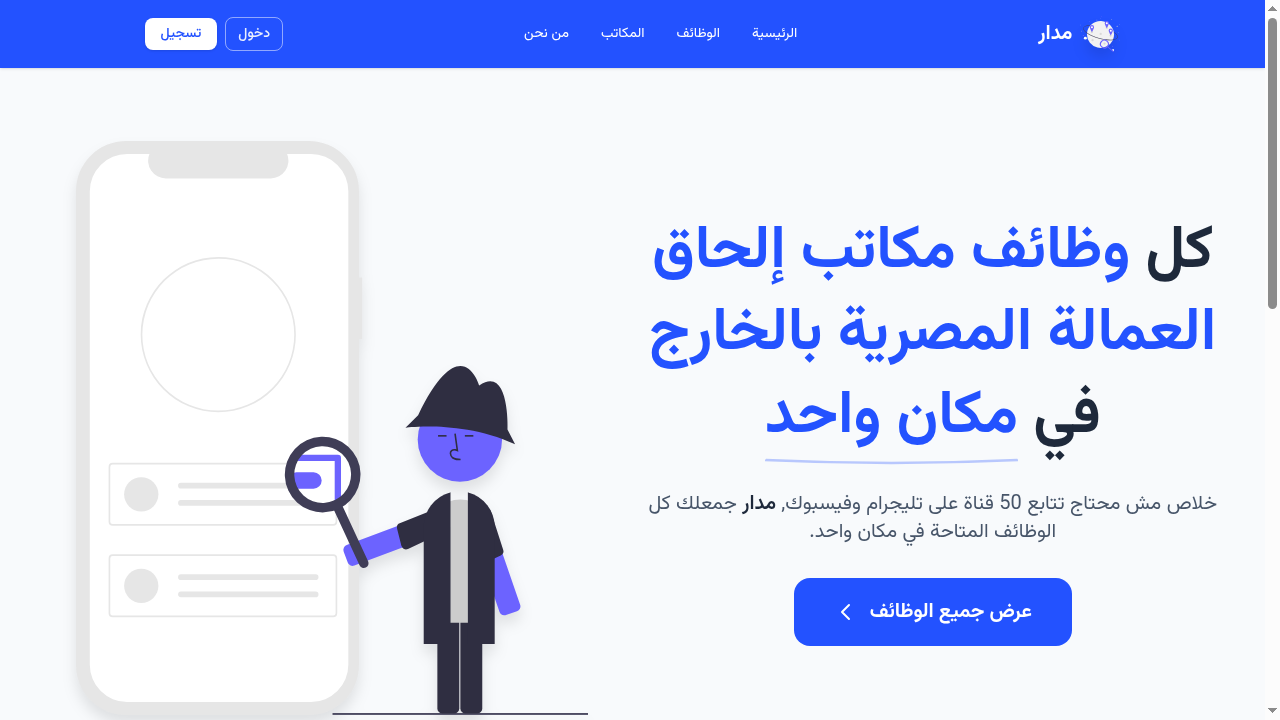 مدار
الرئيسية
الوظائف
المكاتب
من نحن
دخول
تسجيل
كل وظائف مكاتب إلحاق
العمالة المصرية بالخارج
في مكان واحد
خلاص مش محتاج تتابع 50 قناة على تليجرام وفيسبوك, مدار جمعلك كل
الوظائف المتاحة في مكان واحد.
عرض جميع الوظائف